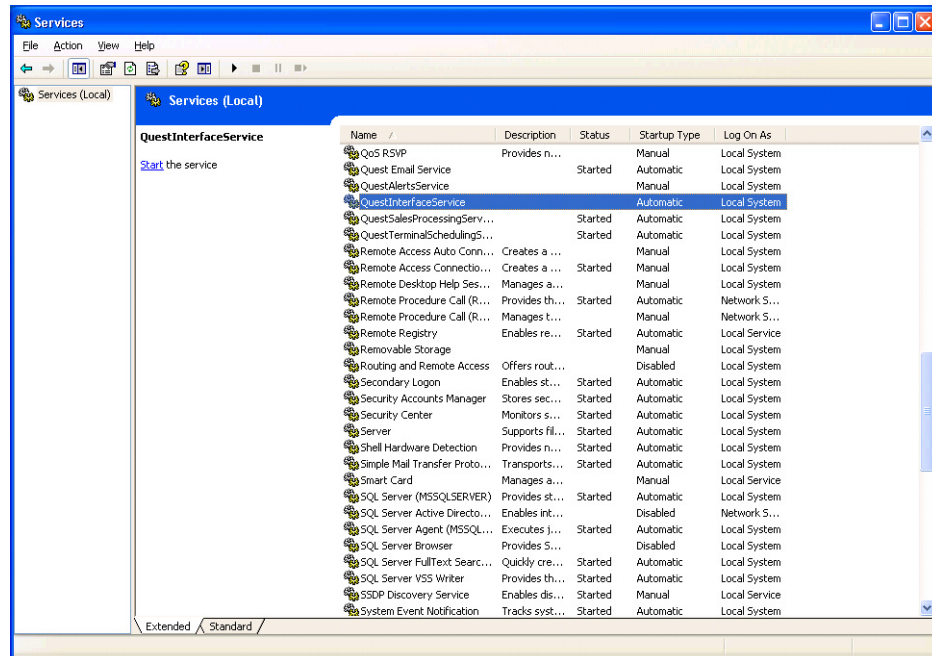 Services
File Action View Help
Services (Local)
Services (Local)
QuestInterfaceService
Start the service
Name Description Status Startup Type Log On As
QoS RSVP Provides n... Manual Local System
Quest Email Service Started Automatic Local System
QuestAlertsService Manual Local System
QuestInterfaceService Automatic Local System
QuestSalesProcessingServ... Started Automatic Local System
QuestTerminalSchedulingS... Started Automatic Local System
Remote Access Auto Conn... Creates a ... Manual Local System
Remote Access Connectio... Creates a ... Started Manual Local System
Remote Desktop Help Ses... Manages a... Manual Local System
Remote Procedure Call (R... Provides th... Started Automatic Network S...
Remote Procedure Call (R... Manages t... Manual Network S...
Remote Registry Enables re... Started Automatic Local Service
Removable Storage Manual Local System
Routing and Remote Access Offers rout... Disabled Local System
Secondary Logon Enables st... Started Automatic Local System
Security Accounts Manager Stores sec... Started Automatic Local System
Security Center Monitors s... Started Automatic Local System
Server Supports fil... Started Automatic Local System
Shell Hardware Detection Provides n... Started Automatic Local System
Simple Mail Transfer Proto... Transports... Started Automatic Local System
Smart Card Manages a... Manual Local Service
SQL Server (MSSQLSERVER) Provides st... Started Automatic Local System
SQL Server Active Directo... Enables int... Disabled Network S...
SQL Server Agent (MSSQL... Executes j... Started Automatic Local System
SQL Server Browser Provides S... Disabled Local System
SQL Server FullText Searc... Quickly cre... Started Automatic Local System
SQL Server VSS Writer Provides th... Started Automatic Local System
SSDP Discovery Service Enables dis... Started Manual Local Service
System Event Notification Tracks syst... Started Automatic Local System
Extended Standard